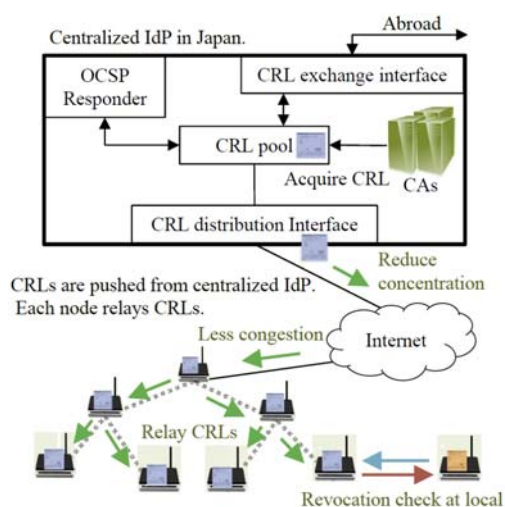 Abroad
Centralized IdP in Japan.
OCSP
Responder
CRL exchange interface
CRL pool
Acquire CRL
CAs
CRL distribution Interface
Reduce
concentration
CRLs are pushed from centralized IdP.
Each node relays CRLs.
Less congestion
Internet
Relay CRLs
Revocation check at local